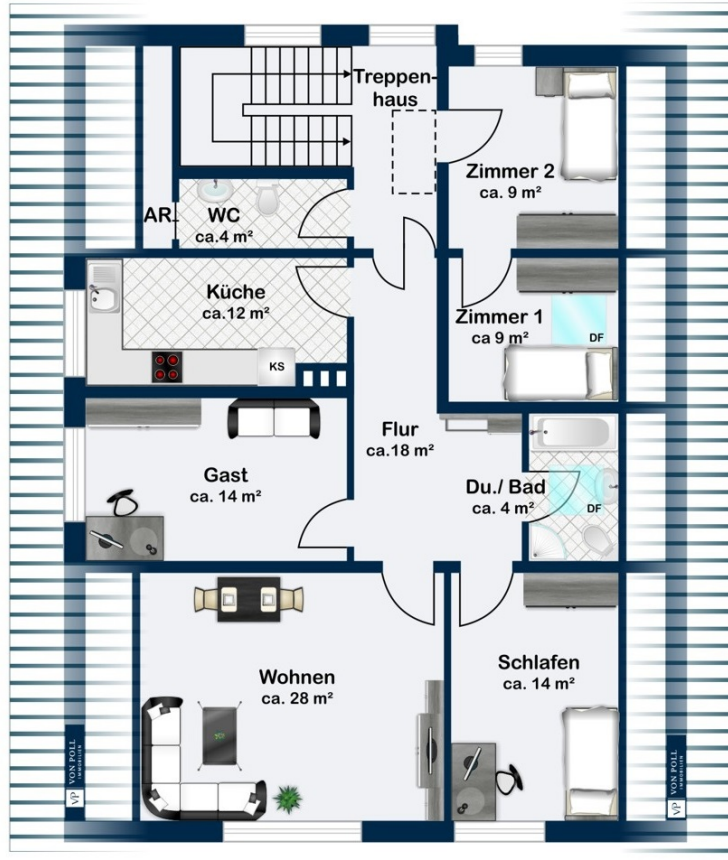 Treppen-
haus
Zimmer 2
ca. 9 m²
AR
WC
ca.4 m²
Küche
ca.12 m²
KS
Zimmer 1
ca 9 m²
DF
Flur
ca.18 m²
Gast
ca. 14 m²
Du./ Bad
ca. 4 m²
DF
Wohnen
ca. 28 m²
Schlafen
ca. 14 m²
VP VON POLL
IMMOBILIEN
VP VON POLL
IMMOBILIEN